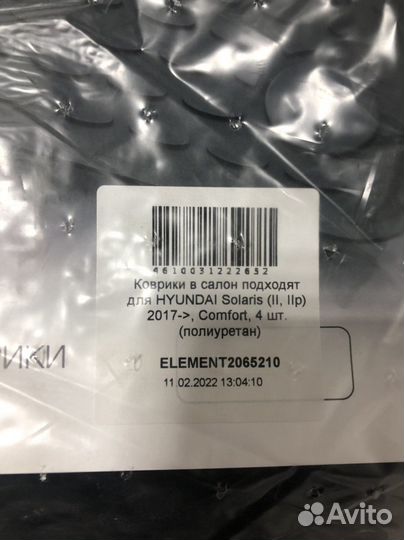 4610031222652
Коврики в салон подходят
для HYUNDAI Solaris (II, IIp)
2017->, Comfort, 4 шт.
(полиуретан)
ELEMENT2065210
11.02.2022 13:04:10
Avito